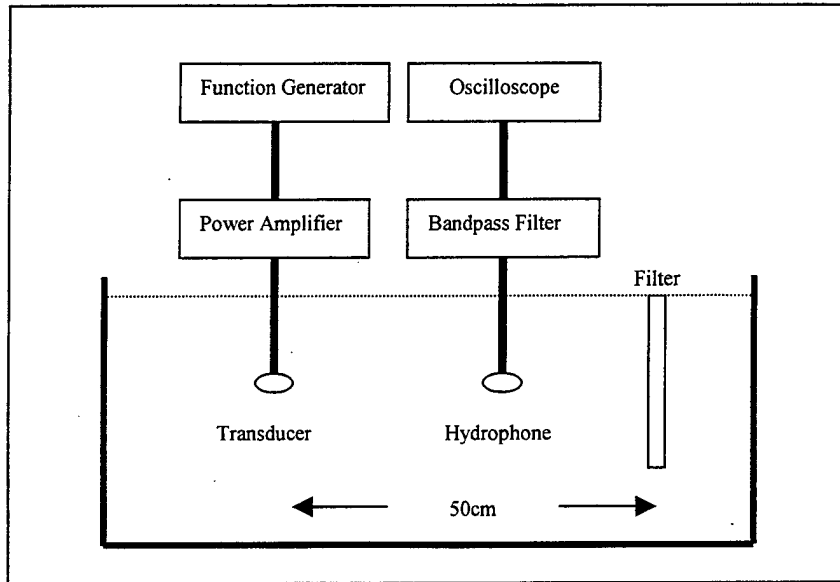 Function Generator
Oscilloscope
Power Amplifier
Bandpass Filter
Filter
Transducer
Hydrophone
50cm